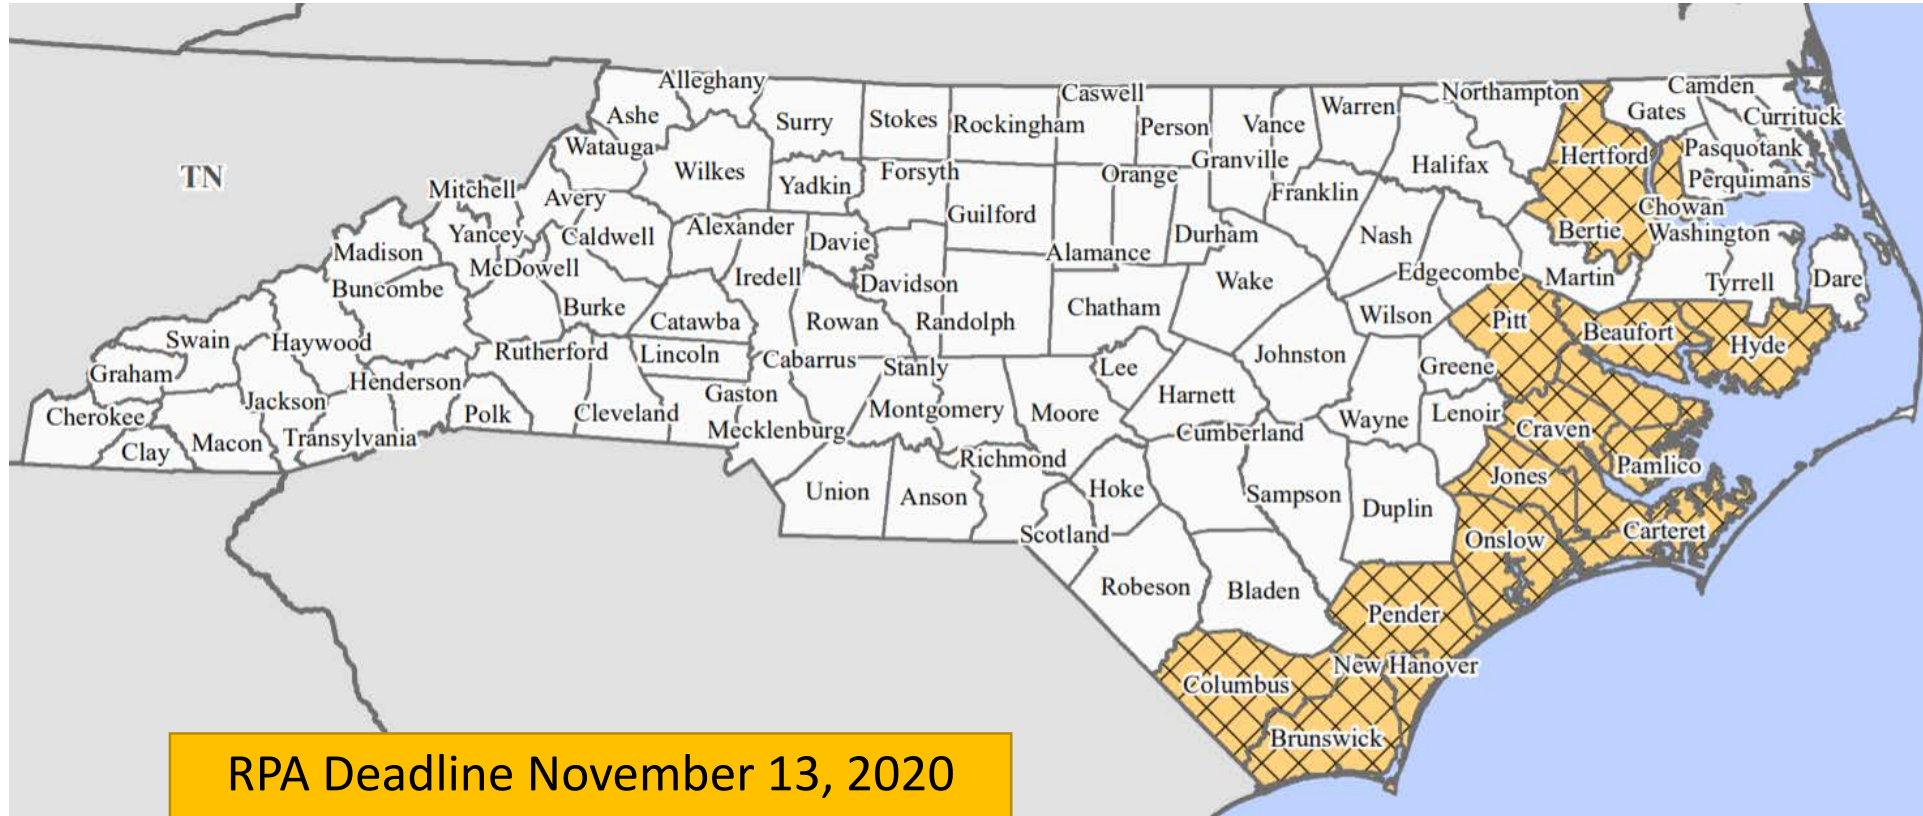 Alleghany
Northampton
Camden
Caswell
Warren
Gates
Ashe
Surry
Stokes
Rockingham
Person
Vance
Currituck
Watauga
Hertford
Pasquotank
Wilkes
Forsyth
Orange
Granville
Halifax
TN
Mitchell
Yadkin
Franklin
Perquimans
Avery
Chowan
Guilford
Yancey
Caldwell
Alexander
Davie
Durham
Nash
Bertie
Washington
Madison
Alamance
McDowell
Iredell
Edgecombe
Buncombe
Davidson
Wake
Martin
Tyrrell
Dare
Burke
Catawba
Rowan
Randolph
Chatham
Wilson
Pitt
Beaufort
Swain
Haywood
Rutherford
Lincoln
Cabarrus
Stanly
Johnston
Hyde
Graham
Henderson
Lee
Greene
Jackson
Gaston
Harnett
Cherokee
Polk
Cleveland
Montgomery
Moore
Wayne
Lenoir
Clay
Macon
Transylvania
Mecklenburg
Cumberland
Craven
Richmond
Pamlico
Union
Anson
Hoke
Sampson
Jones
Duplin
Scotland
Onslow
Carteret
Robeson
Bladen
Pender
New Hanover
Columbus
Brunswick
RPA Deadline November 13, 2020